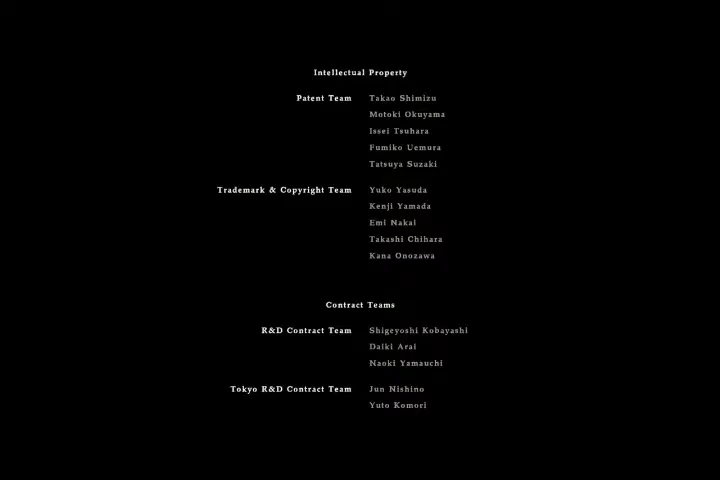 Intellectual Property
Patent Team Takao Shimizu
Motoki Okuyama
Issei Tsuhara
Fumiko Uemura
Tatsuya Suzaki
Trademark & Copyright Team Yuko Yasuda
Kenji Yamada
Emi Nakai
Takashi Chihara
Kana Onozawa
Contract Teams
R&D Contract Team Shigeyoshi Kobayashi
Daiki Arai
Naoki Yamauchi
Tokyo R&D Contract Team Jun Nishino
Yuto Komori